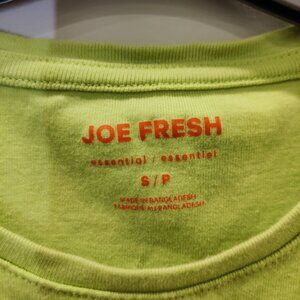 JOE FRESH
essential / essentiel
S / P
MADE IN BANGLADESH
FABRIQUÉ AU BANGLADESH